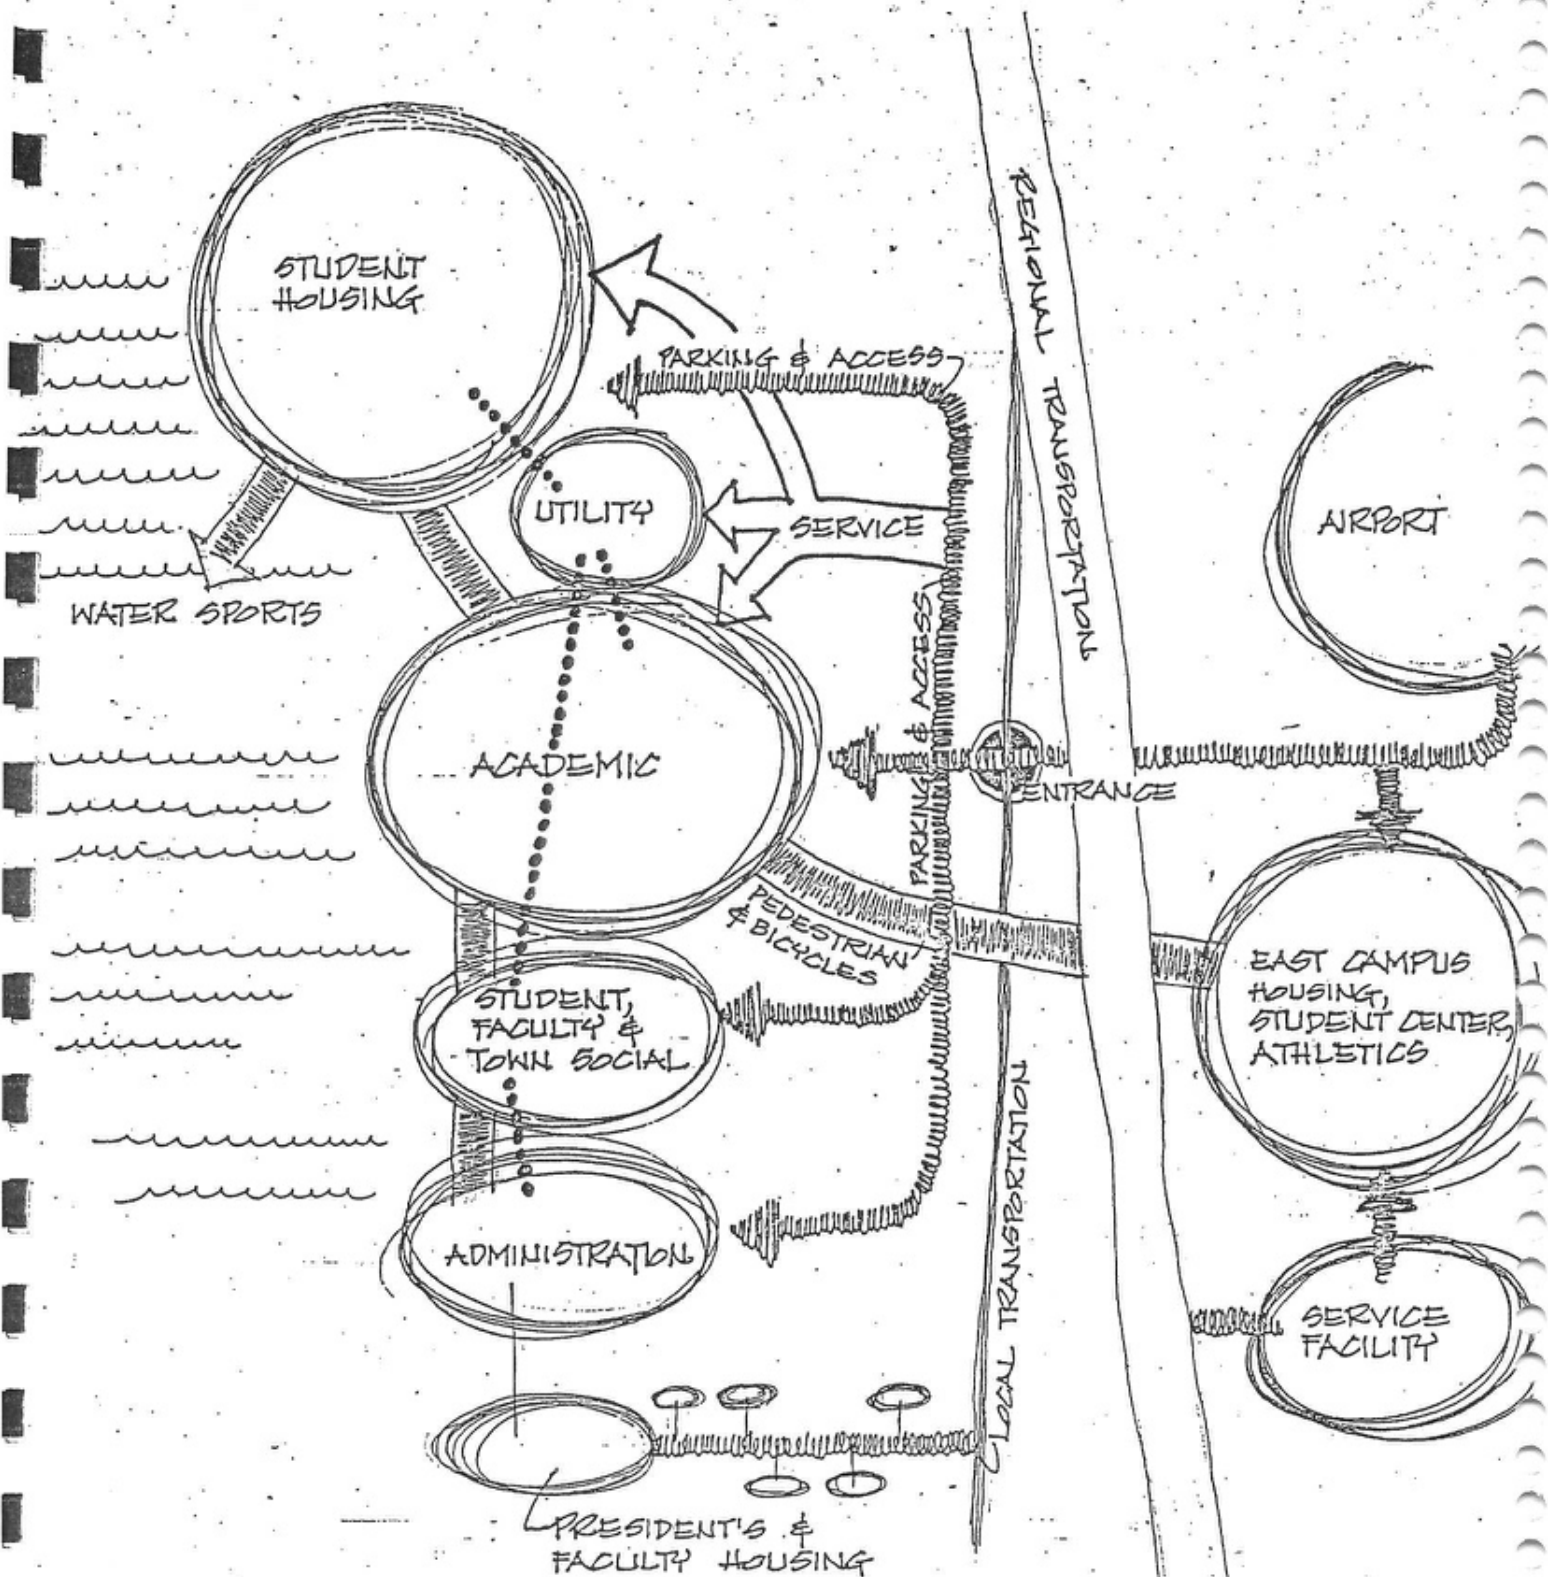 STUDENT
HOUSING
REGIONAL TRANSPORTATION
PARKING & ACCESS
UTILITY
SERVICE
AIRPORT
WATER SPORTS
PARKING & ACCESS
ACADEMIC
ENTRANCE
PEDESTRIAN
& BICYCLES
EAST CAMPUS
HOUSING,
STUDENT CENTER,
ATHLETICS
STUDENT,
FACULTY &
TOWN SOCIAL
LOCAL TRANSPORTATION
ADMINISTRATION
SERVICE
FACILITY
PRESIDENT'S &
FACULTY HOUSING